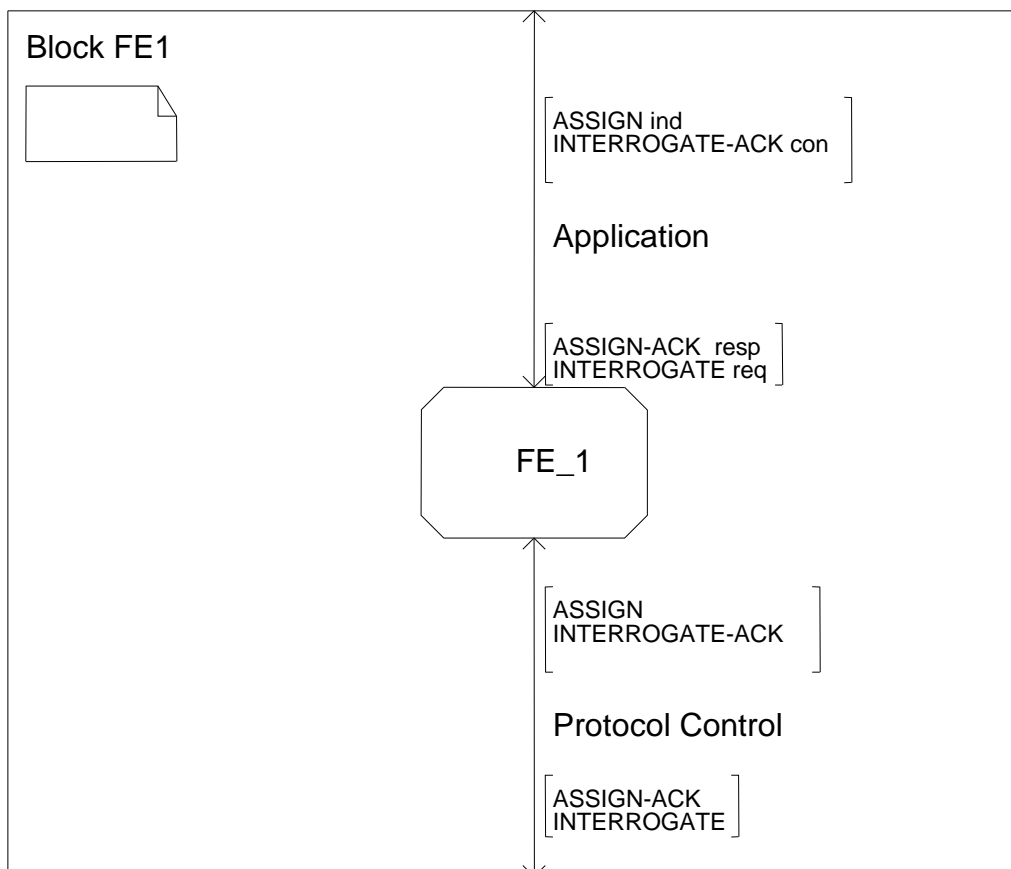 Block FE1
ASSIGN ind
INTERROGATE-ACK con
Application
ASSIGN-ACK  resp
INTERROGATE req
FE_1
ASSIGN
INTERROGATE-ACK
Protocol Control
ASSIGN-ACK
INTERROGATE